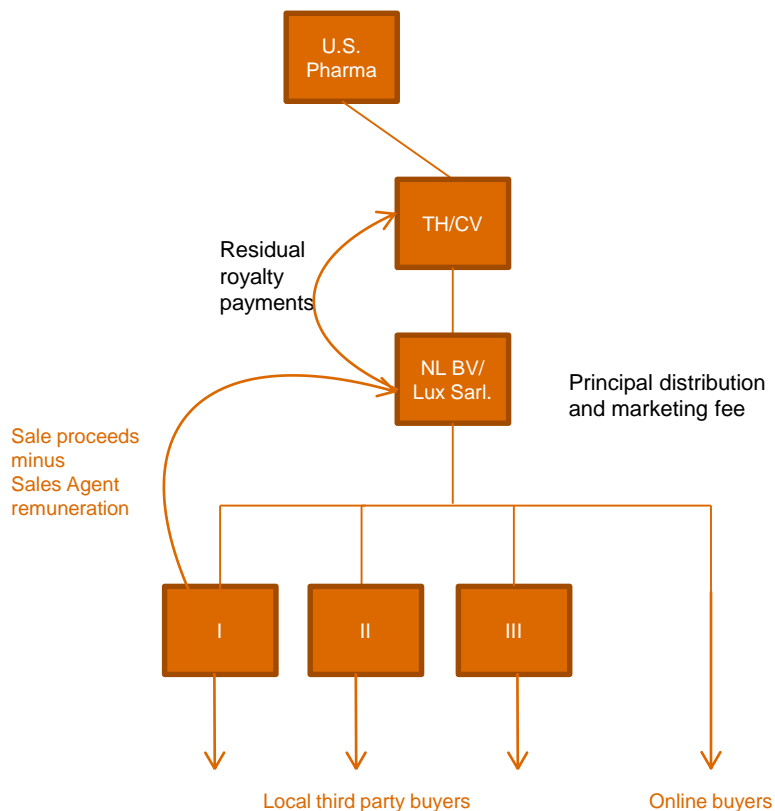 U.S.
Pharma
TH/CV
Residual
royalty
payments
NL BV/
Lux Sarl.
Principal distribution
and marketing fee
Sale proceeds
minus
Sales Agent
remuneration
I
II
III
Local third party buyers
Online buyers